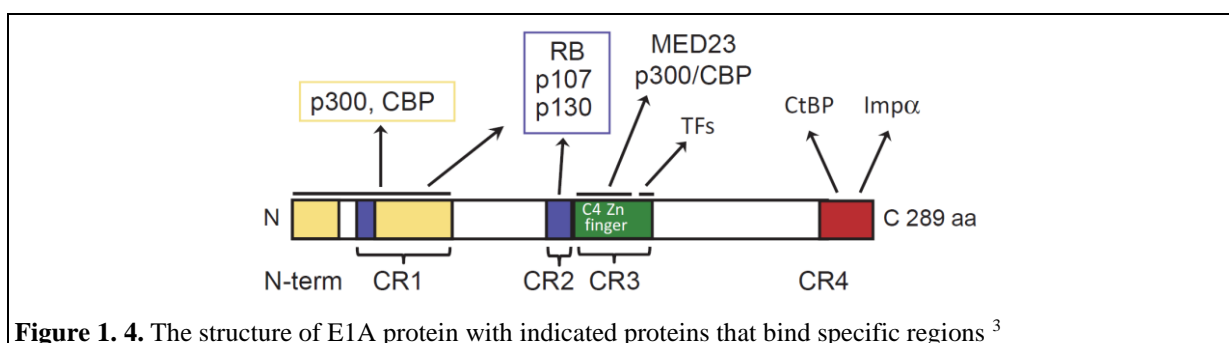 RB
p107
p130
MED23
p300/CBP
p300, CBP
TFs
CtBP
Impα
N
C4 Zn
finger
C 289 aa
N-term
CR1
CR2
CR3
CR4
Figure 1. 4. The structure of E1A protein with indicated proteins that bind specific regions 3